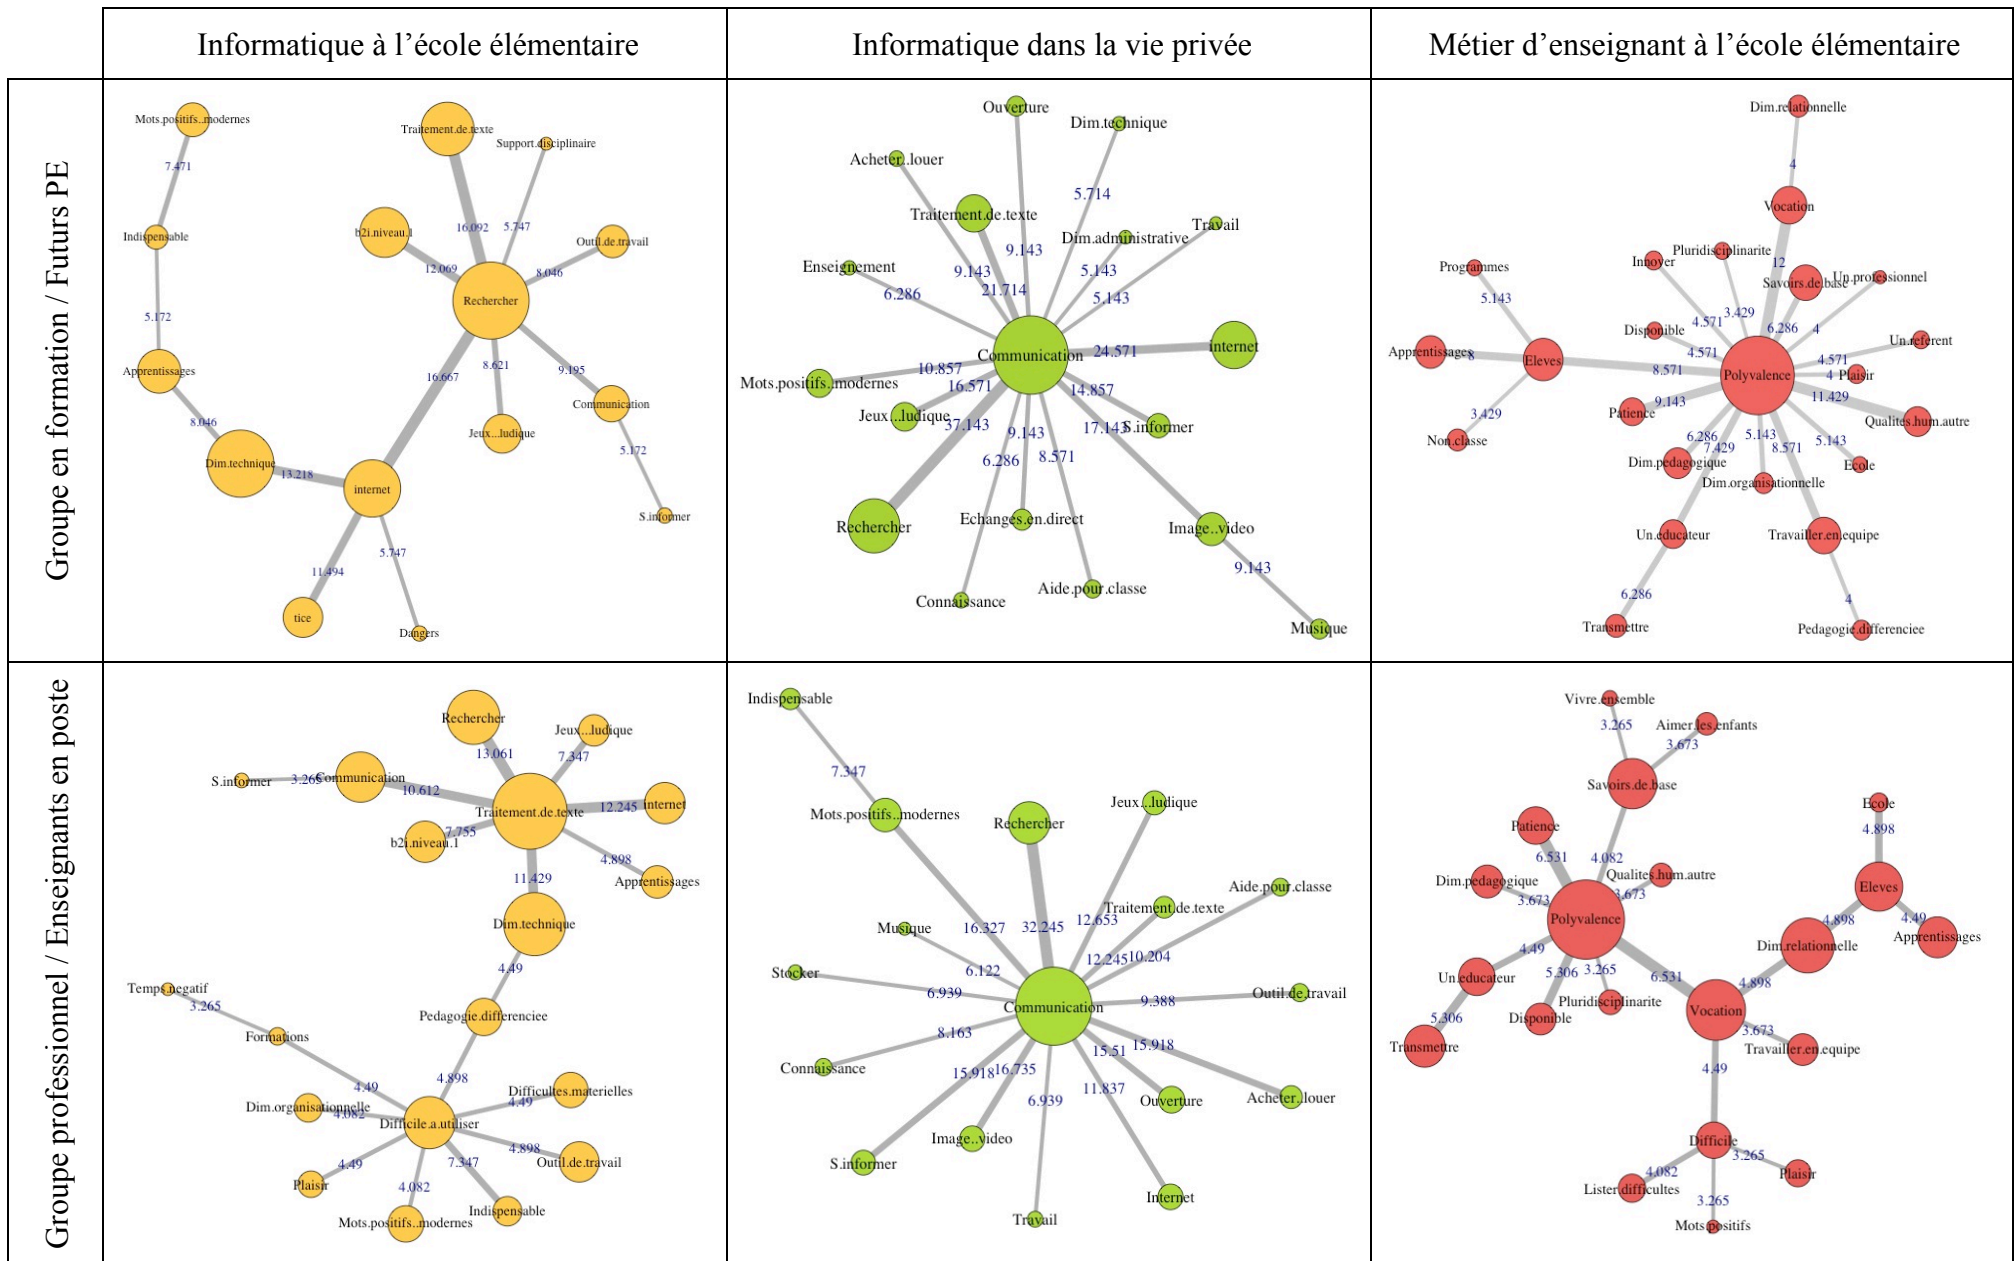 Informatique à l'école élémentaire
Informatique dans la vie privée
Métier d'enseignant à l'école élémentaire
Groupe en formation / Futurs PE
Mots.positifs..modernes
7.471
Indispensable
5.172
Apprentissages
8.046
Dim.technique
13.218
internet
11.494
tice
5.747
Dangers
16.667
Traitement.de.texte
Support.disciplinaire
16.092
5.747
b2i.niveau.1
12.069
Outil.de.travail
8.046
Rechercher
8.621
9.195
Jeux...ludique
Communication
5.172
S.informer
Ouverture
Dim.technique
Acheter..louer
5.714
Traitement.de.texte
Travail
Dim.administrative
9.143
Enseignement
9.143
5.143
6.286
21.714
5.143
Communication
24.571
internet
10.857
Mots.positifs..modernes
16.571
14.857
Jeux...ludique
37.143
9.143
17.143
S.informer
6.286
8.571
Rechercher
Echanges.en.direct
Image..video
9.143
Connaissance
Aide.pour.classe
Musique
Dim.relationnelle
4
Vocation
Innover
Pluridisciplinarite
12
Programmes
Savoirs.de.base
Un.professionnel
5.143
4.571
3.429
Disponible
6.286
4
Un.referent
Apprentissages
8
Eleves
4.571
4.571
8.571
Polyvalence
4
Plaisir
9.143
11.429
3.429
Patience
Qualites.hum.autre
Non.classe
6.286
7.429
5.143
8.571
5.143
Dim.pedagogique
Ecole
Dim.organisationnelle
Un.educateur
Travailler.en.equipe
6.286
4
Transmettre
Pedagogie.differenciee
Groupe professionnel / Enseignants en poste
Rechercher
Jeux...ludique
13.061
7.347
S.informer
3.265
Communication
10.612
Traitement.de.texte
12.245
internet
b2i.niveau.1
7.755
4.898
11.429
Apprentissages
Dim.technique
4.49
Temps.negatif
3.265
Pedagogie.differenciee
Formations
4.49
4.898
Difficultes.materielles
Dim.organisationnelle
4.082
4.49
Difficile.a.utiliser
4.49
7.347
4.898
Outil.de.travail
Plaisir
4.082
Indispensable
Mots.positifs..modernes
Indispensable
7.347
Mots.positifs..modernes
Rechercher
Jeux...ludique
Aide.pour.classe
Traitement.de.texte
Musique
16.327
32.245
12.653
12.245
10.204
6.122
Stocker
6.939
Communication
9.388
Outil.de.travail
8.163
15.51
15.918
Connaissance
15.918
16.735
11.837
6.939
Ouverture
Acheter..louer
Image..video
S.informer
Internet
Travail
Vivre.ensemble
3.265
Aimer.les.enfants
3.673
Savoirs.de.base
Ecole
Patience
4.898
6.531
4.082
Dim.pedagogique
Qualites.hum.autre
Eleves
3.673
3.673
Polyvalence
4.898
4.49
Apprentissages
4.49
Dim.relationnelle
5.306
3.265
6.531
4.898
Un.educateur
Pluridisciplinarite
Disponible
Vocation
5.306
3.673
Transmettre
Travailler.en.equipe
4.49
Difficile
3.265
4.082
Plaisir
Lister.difficultes
3.265
Mots.positifs